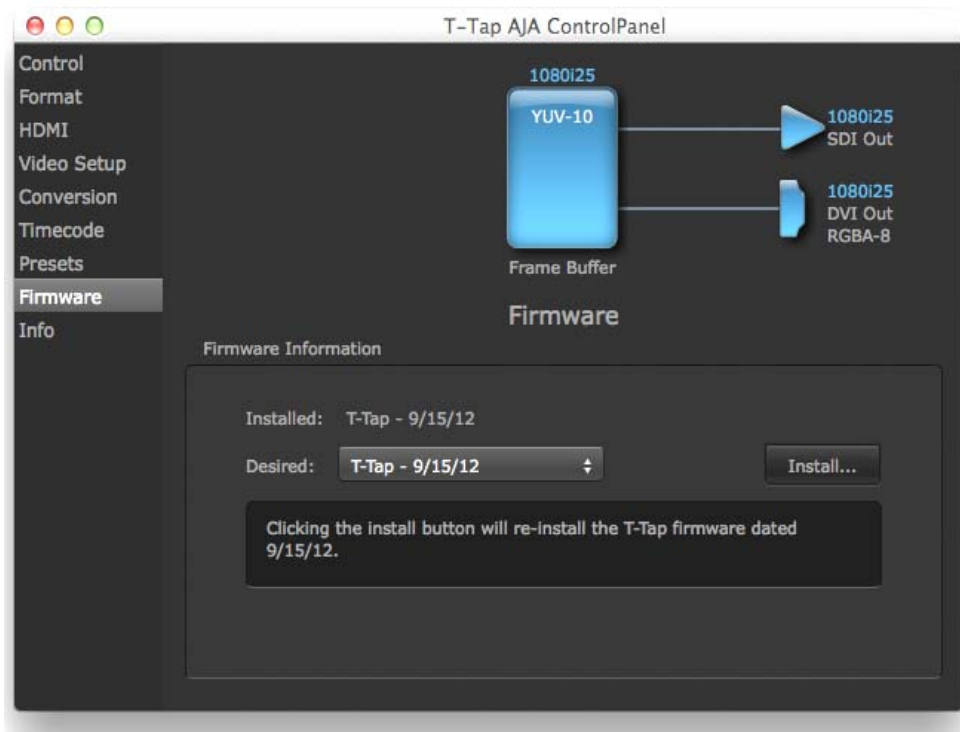 T-Tap AJA ControlPanel
Control
Format
HDMI
Video Setup
Conversion
Timecode
Presets
Firmware
Info
1080i25
YUV-10
Frame Buffer
1080i25
SDI Out
1080i25
DVI Out
RGBA-8
Firmware
Firmware Information
Installed: T-Tap - 9/15/12
Desired: T-Tap - 9/15/12
Install...
Clicking the install button will re-install the T-Tap firmware dated
9/15/12.